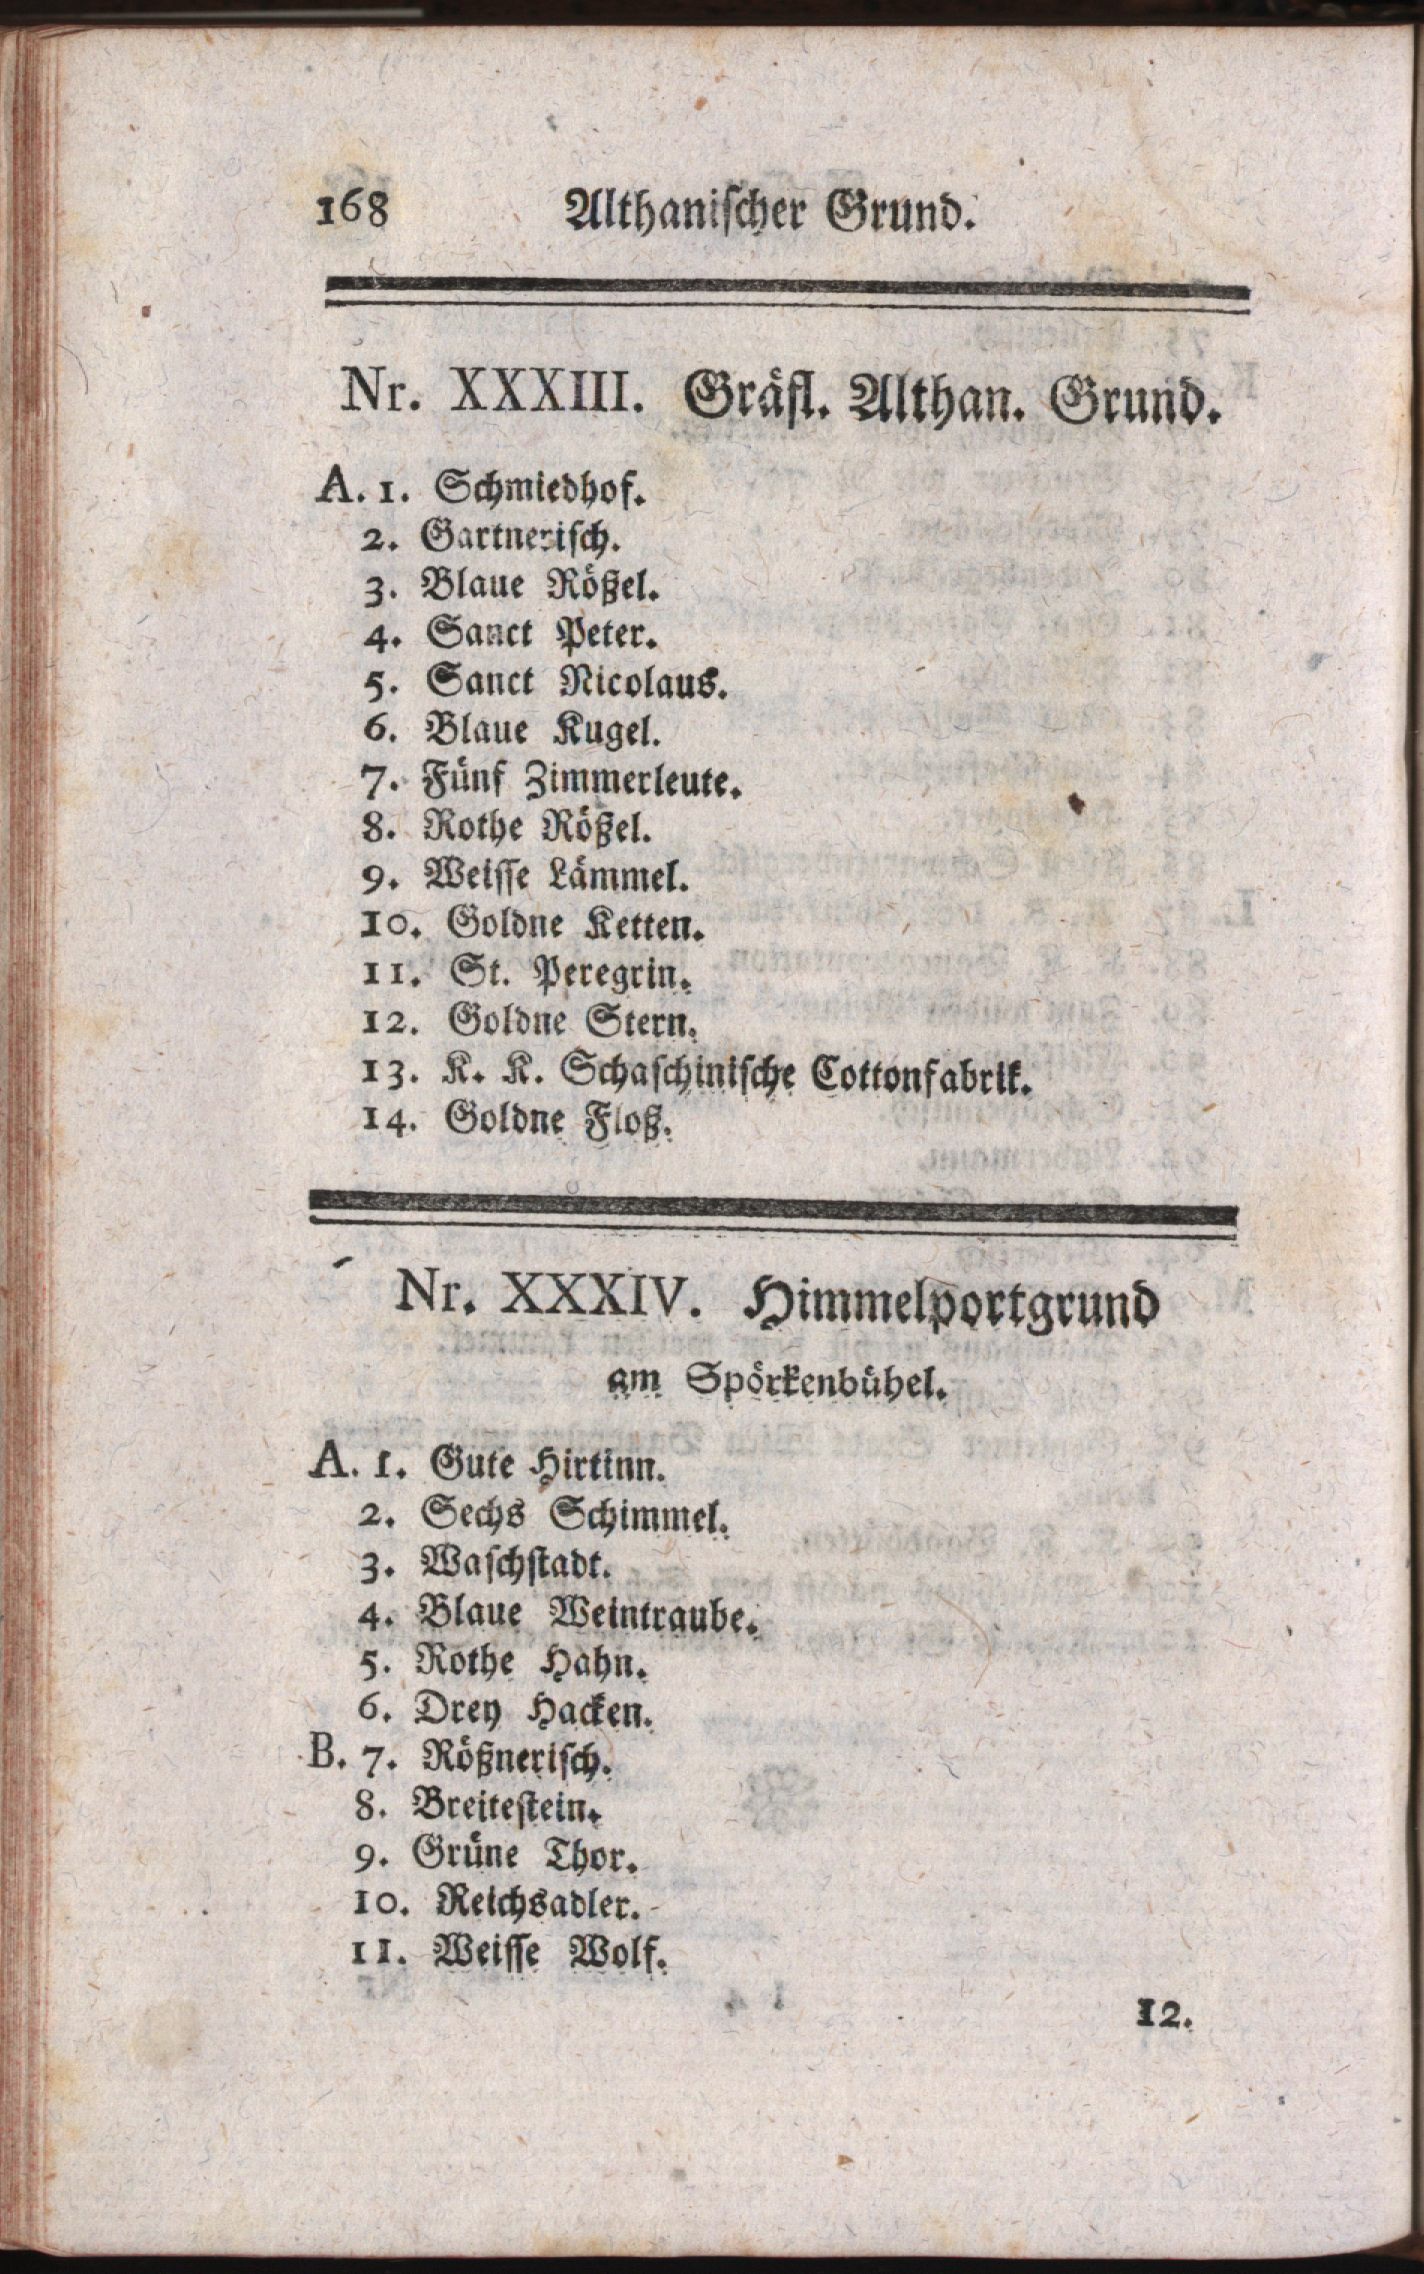 168 Althanischer Grund.
Nr. XXXIII. Gräfl. Althan. Grund.
A. 1. Schmiedhof.
2. Gartnerisch.
3. Blaue Rößel.
4. Sanct Peter.
5. Sanct Nicolaus.
6. Blaue Kugel.
7. Fünf Zimmerleute.
8. Rothe Rößel.
9. Weisse Lämmel.
10. Goldne Ketten.
11. St. Peregrin.
12. Goldne Stern.
13. K. K. Schaschinische Cottonfabrik.
14. Goldne Floß.
Nr. XXXIV. Himmelportgrund
am Spörkenbühel.
A. 1. Gute Hirtinn.
2. Sechs Schimmel.
3. Waschstadt.
4. Blaue Weintraube.
5. Rothe Hahn.
6. Drey Hacken.
B. 7. Rößnerisch.
8. Breitestein.
9. Grüne Thor.
10. Reichsadler.
11. Weisse Wolf.
12.